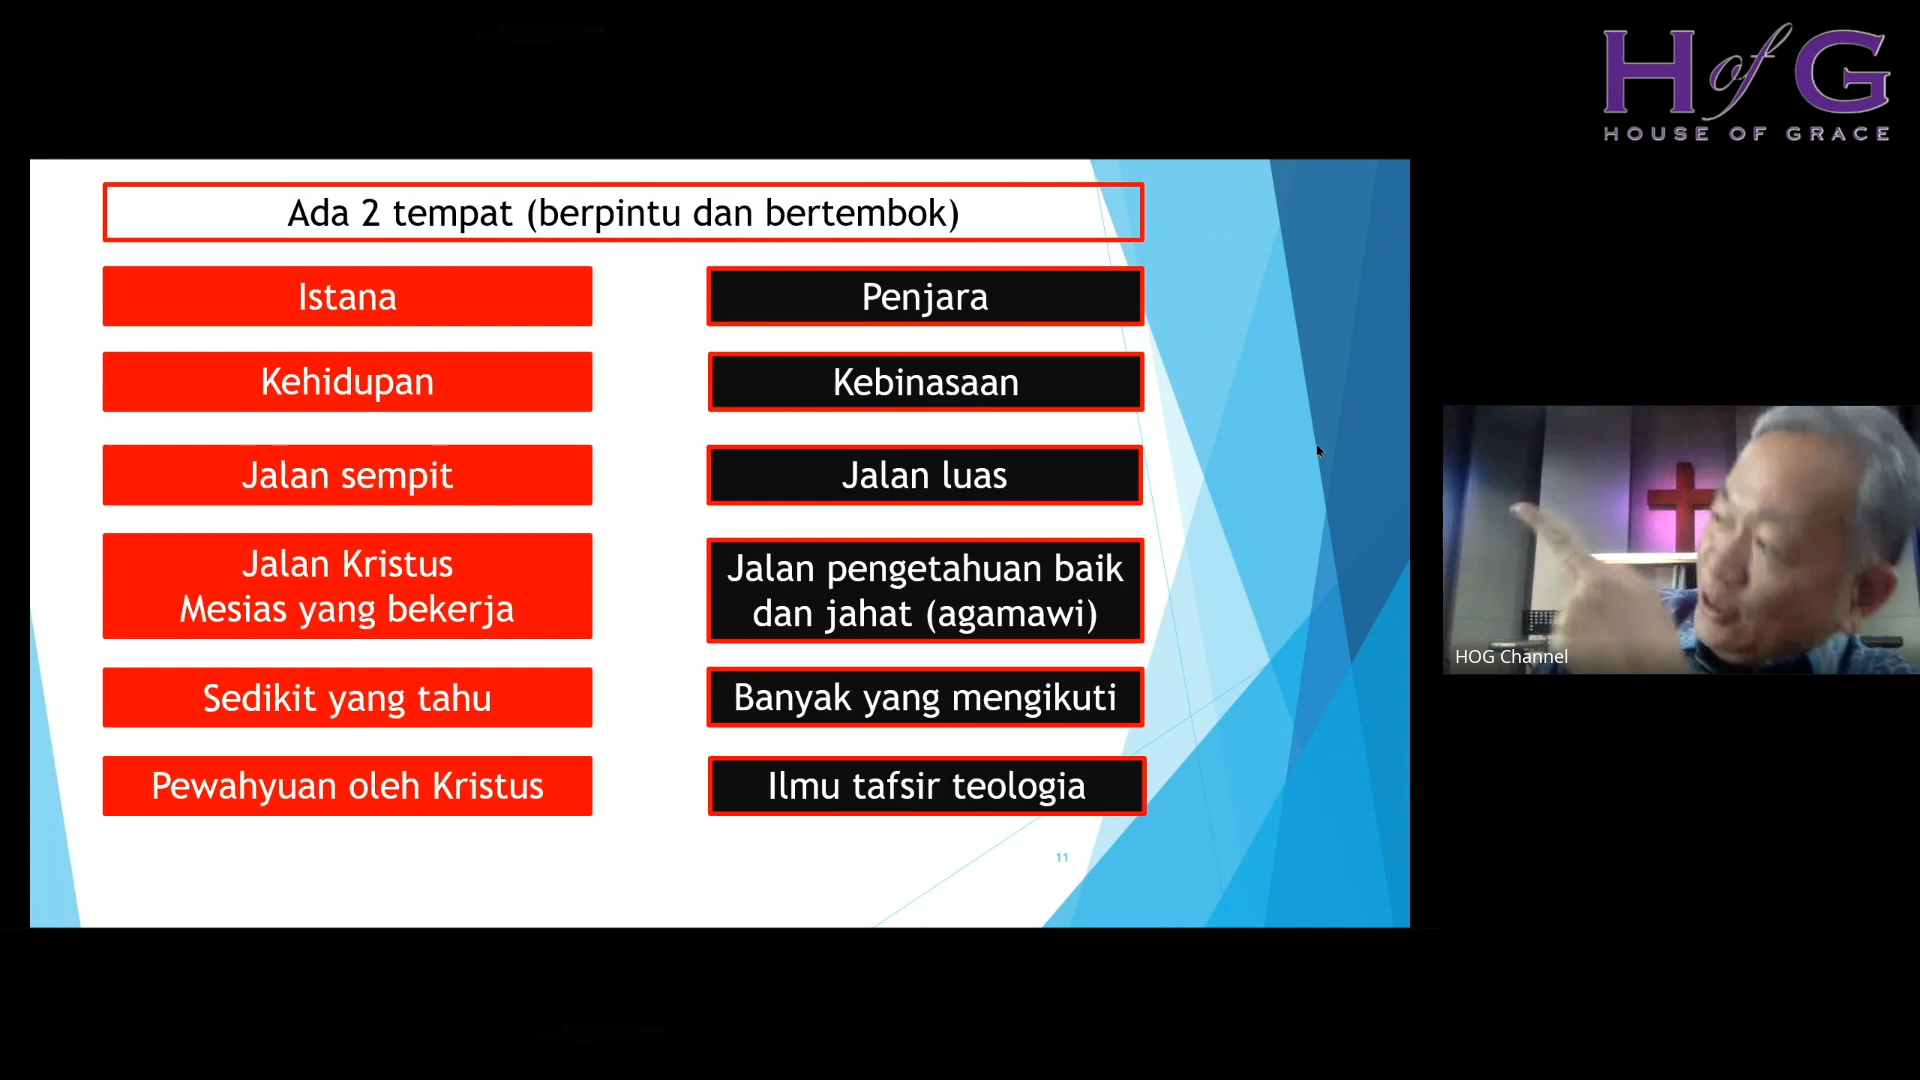 H of G
HOUSE OF GRACE
Ada 2 tempat (berpintu dan bertembok)
Istana
Penjara
Kehidupan
Kebinasaan
Jalan sempit
Jalan luas
Jalan Kristus
Mesias yang bekerja
Jalan pengetahuan baik
dan jahat (agamawi)
Sedikit yang tahu
Banyak yang mengikuti
Pewahyuan oleh Kristus
Ilmu tafsir teologia
11
HOG Channel